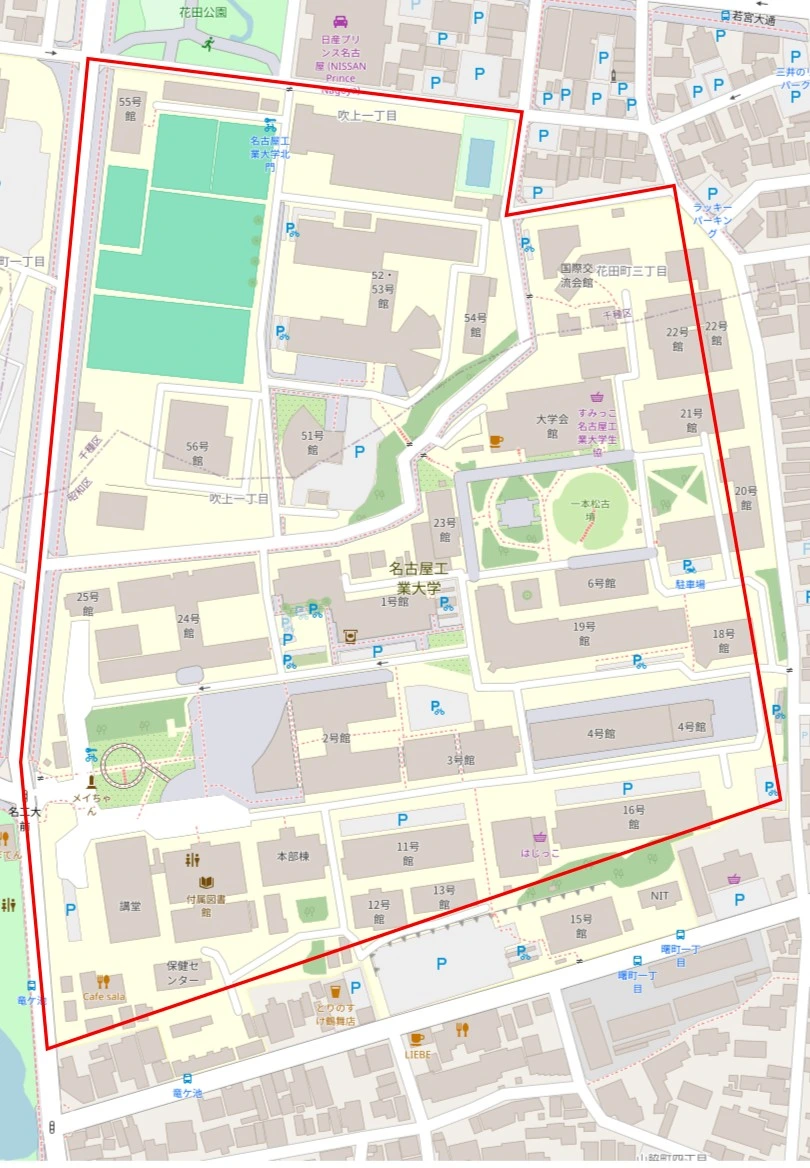 花田公園
若宮大通
日産プリ
ンス名古
屋 (NISSAN
Prince
Nagoya)
三井の
パーク
55号
館
吹上一丁目
名古屋工
業大学北
門
ラッキー
パーキン
グ
町一丁目
国際交
流会館
花田町三丁目
52・
53号
館
54号
館
千種区
22号
館
22号
館
すみっこ
名古屋工
業大学生
協
大学会
館
21号
館
51号
館
56号
館
千種区
昭和区
吹上一丁目
20号
館
一本松古
墳
23号
館
名古屋工
業大学
駐車場
25号
館
24号
館
1号館
6号館
19号
館
18号
館
2号館
3号館
4号館
4号館
メイちゃ
ん
名工大
前
16号
館
はじっこ
11号
館
本部棟
付属図書
館
講堂
12号
館
13号
館
NIT
15号
館
保健セ
ンター
Cafe sala
竜ケ池
とりのす
け鶴舞店
曙町一丁
目
曙町一丁
目
LIEBE
竜ケ池
山脇町四丁目